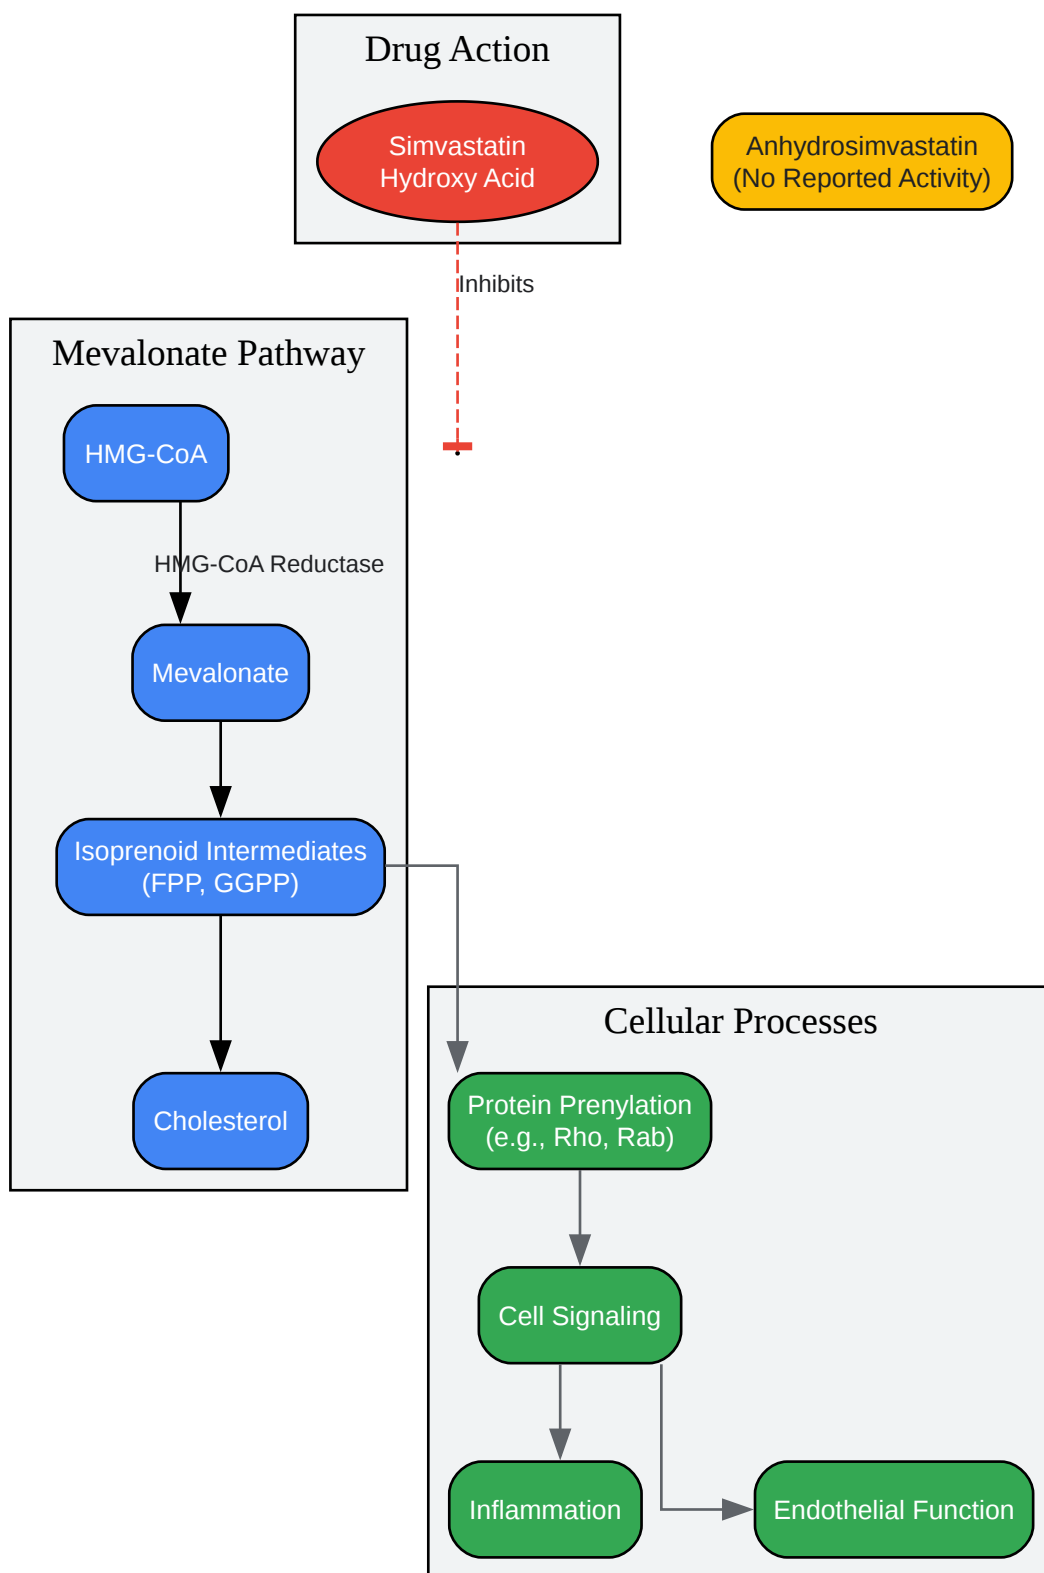 Drug Action
Simvastatin
Hydroxy Acid
Anhydrosimvastatin
(No Reported Activity)
Inhibits
Mevalonate Pathway
HMG-CoA
HMG-CoA Reductase
Mevalonate
Isoprenoid Intermediates
(FPP, GGPP)
Cholesterol
Cellular Processes
Protein Prenylation
(e.g., Rho, Rab)
Cell Signaling
Inflammation
Endothelial Function